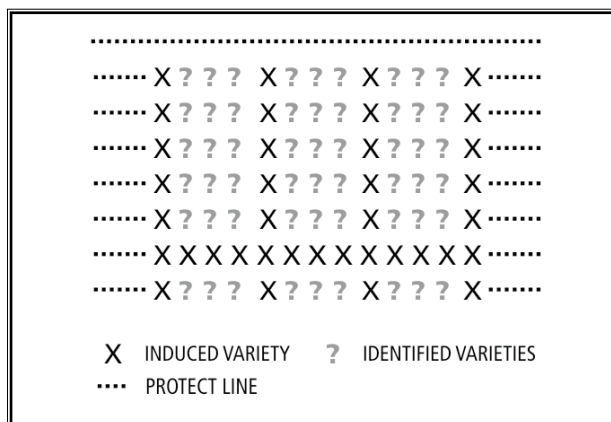 X ? ? ? X ? ? ? X ? ? ? X
X ? ? ? X ? ? ? X ? ? ? X
X ? ? ? X ? ? ? X ? ? ? X
X ? ? ? X ? ? ? X ? ? ? X
X ? ? ? X ? ? ? X ? ? ? X
X X X X X X X X X X X X X
X ? ? ? X ? ? ? X ? ? ? X
X INDUCED VARIETY ? IDENTIFIED VARIETIES
.... PROTECT LINE